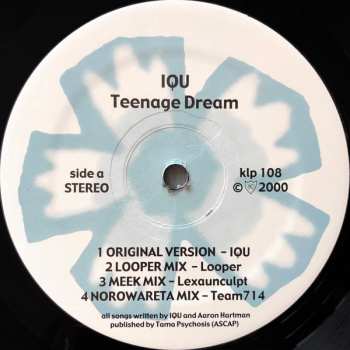 IQU
Teenage Dream
side a
STEREO
klp 108
© 2000
1 ORIGINAL VERSION – IQU
2 LOOPER MIX – Looper
3 MEEK MIX – Lexaunculpt
4 NOROWARETA MIX – Team714
all songs written by IQU and Aaron Hartman
published by Tama Psychosis (ASCAP)